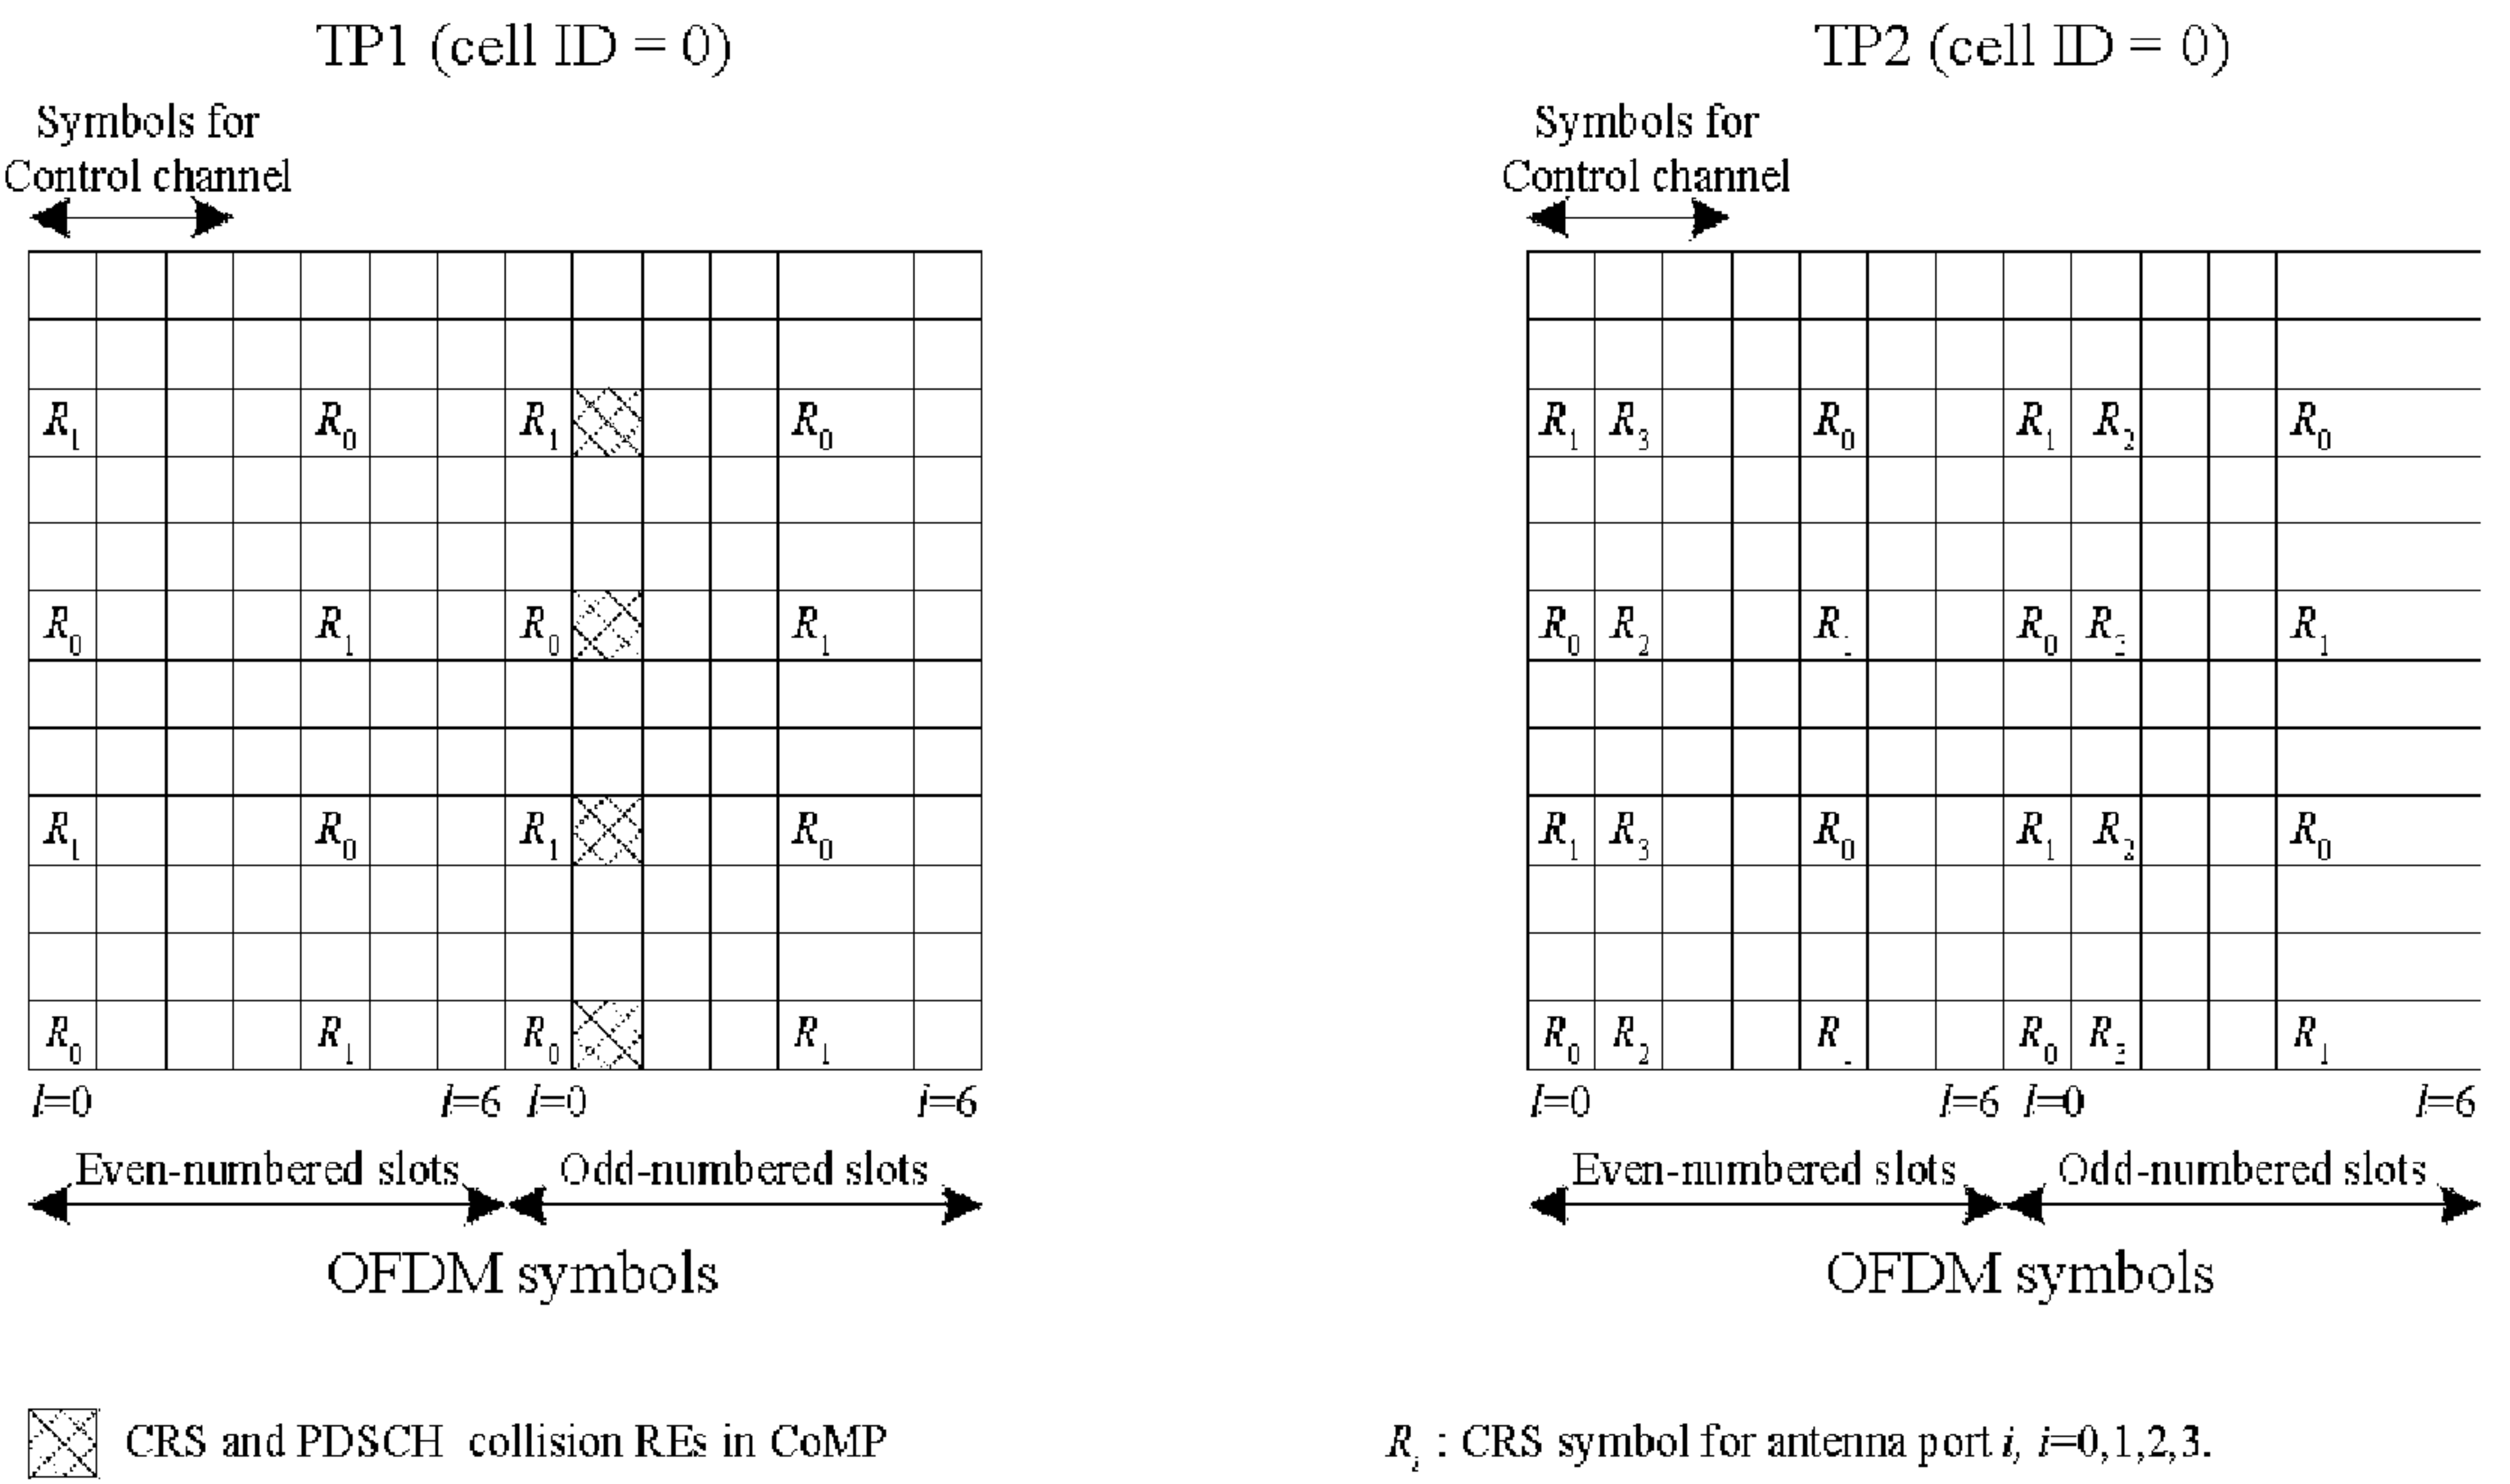 TP1 (cell ID = 0)
TP2 (cell ID = 0)
Symbols for
Control channel
Symbols for
Control channel
R1 R0 R1 R0
R1 R3 R0 R1 R2 R0
R0 R1 R0 R1
R0 R2 R R0 R3 R1
R1 R0 R1 R0
R1 R3 R0 R1 R2 R0
R0 R1 R0 R1
R0 R2 R R0 R3 R1
l=0 l=6 l=0 l=6
l=0 l=6 l=0 l=6
Even-numbered slots Odd-numbered slots
Even-numbered slots Odd-numbered slots
OFDM symbols
OFDM symbols
CRS and PDSCH collision REs in CoMP
Ri : CRS symbol for antenna port i, i=0,1,2,3.